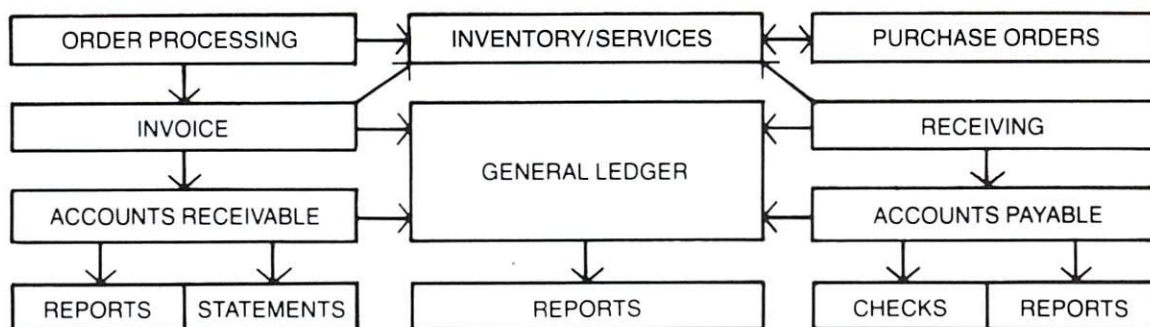 ORDER PROCESSING
INVENTORY/SERVICES
PURCHASE ORDERS
INVOICE
GENERAL LEDGER
RECEIVING
ACCOUNTS RECEIVABLE
ACCOUNTS PAYABLE
REPORTS
STATEMENTS
REPORTS
CHECKS
REPORTS